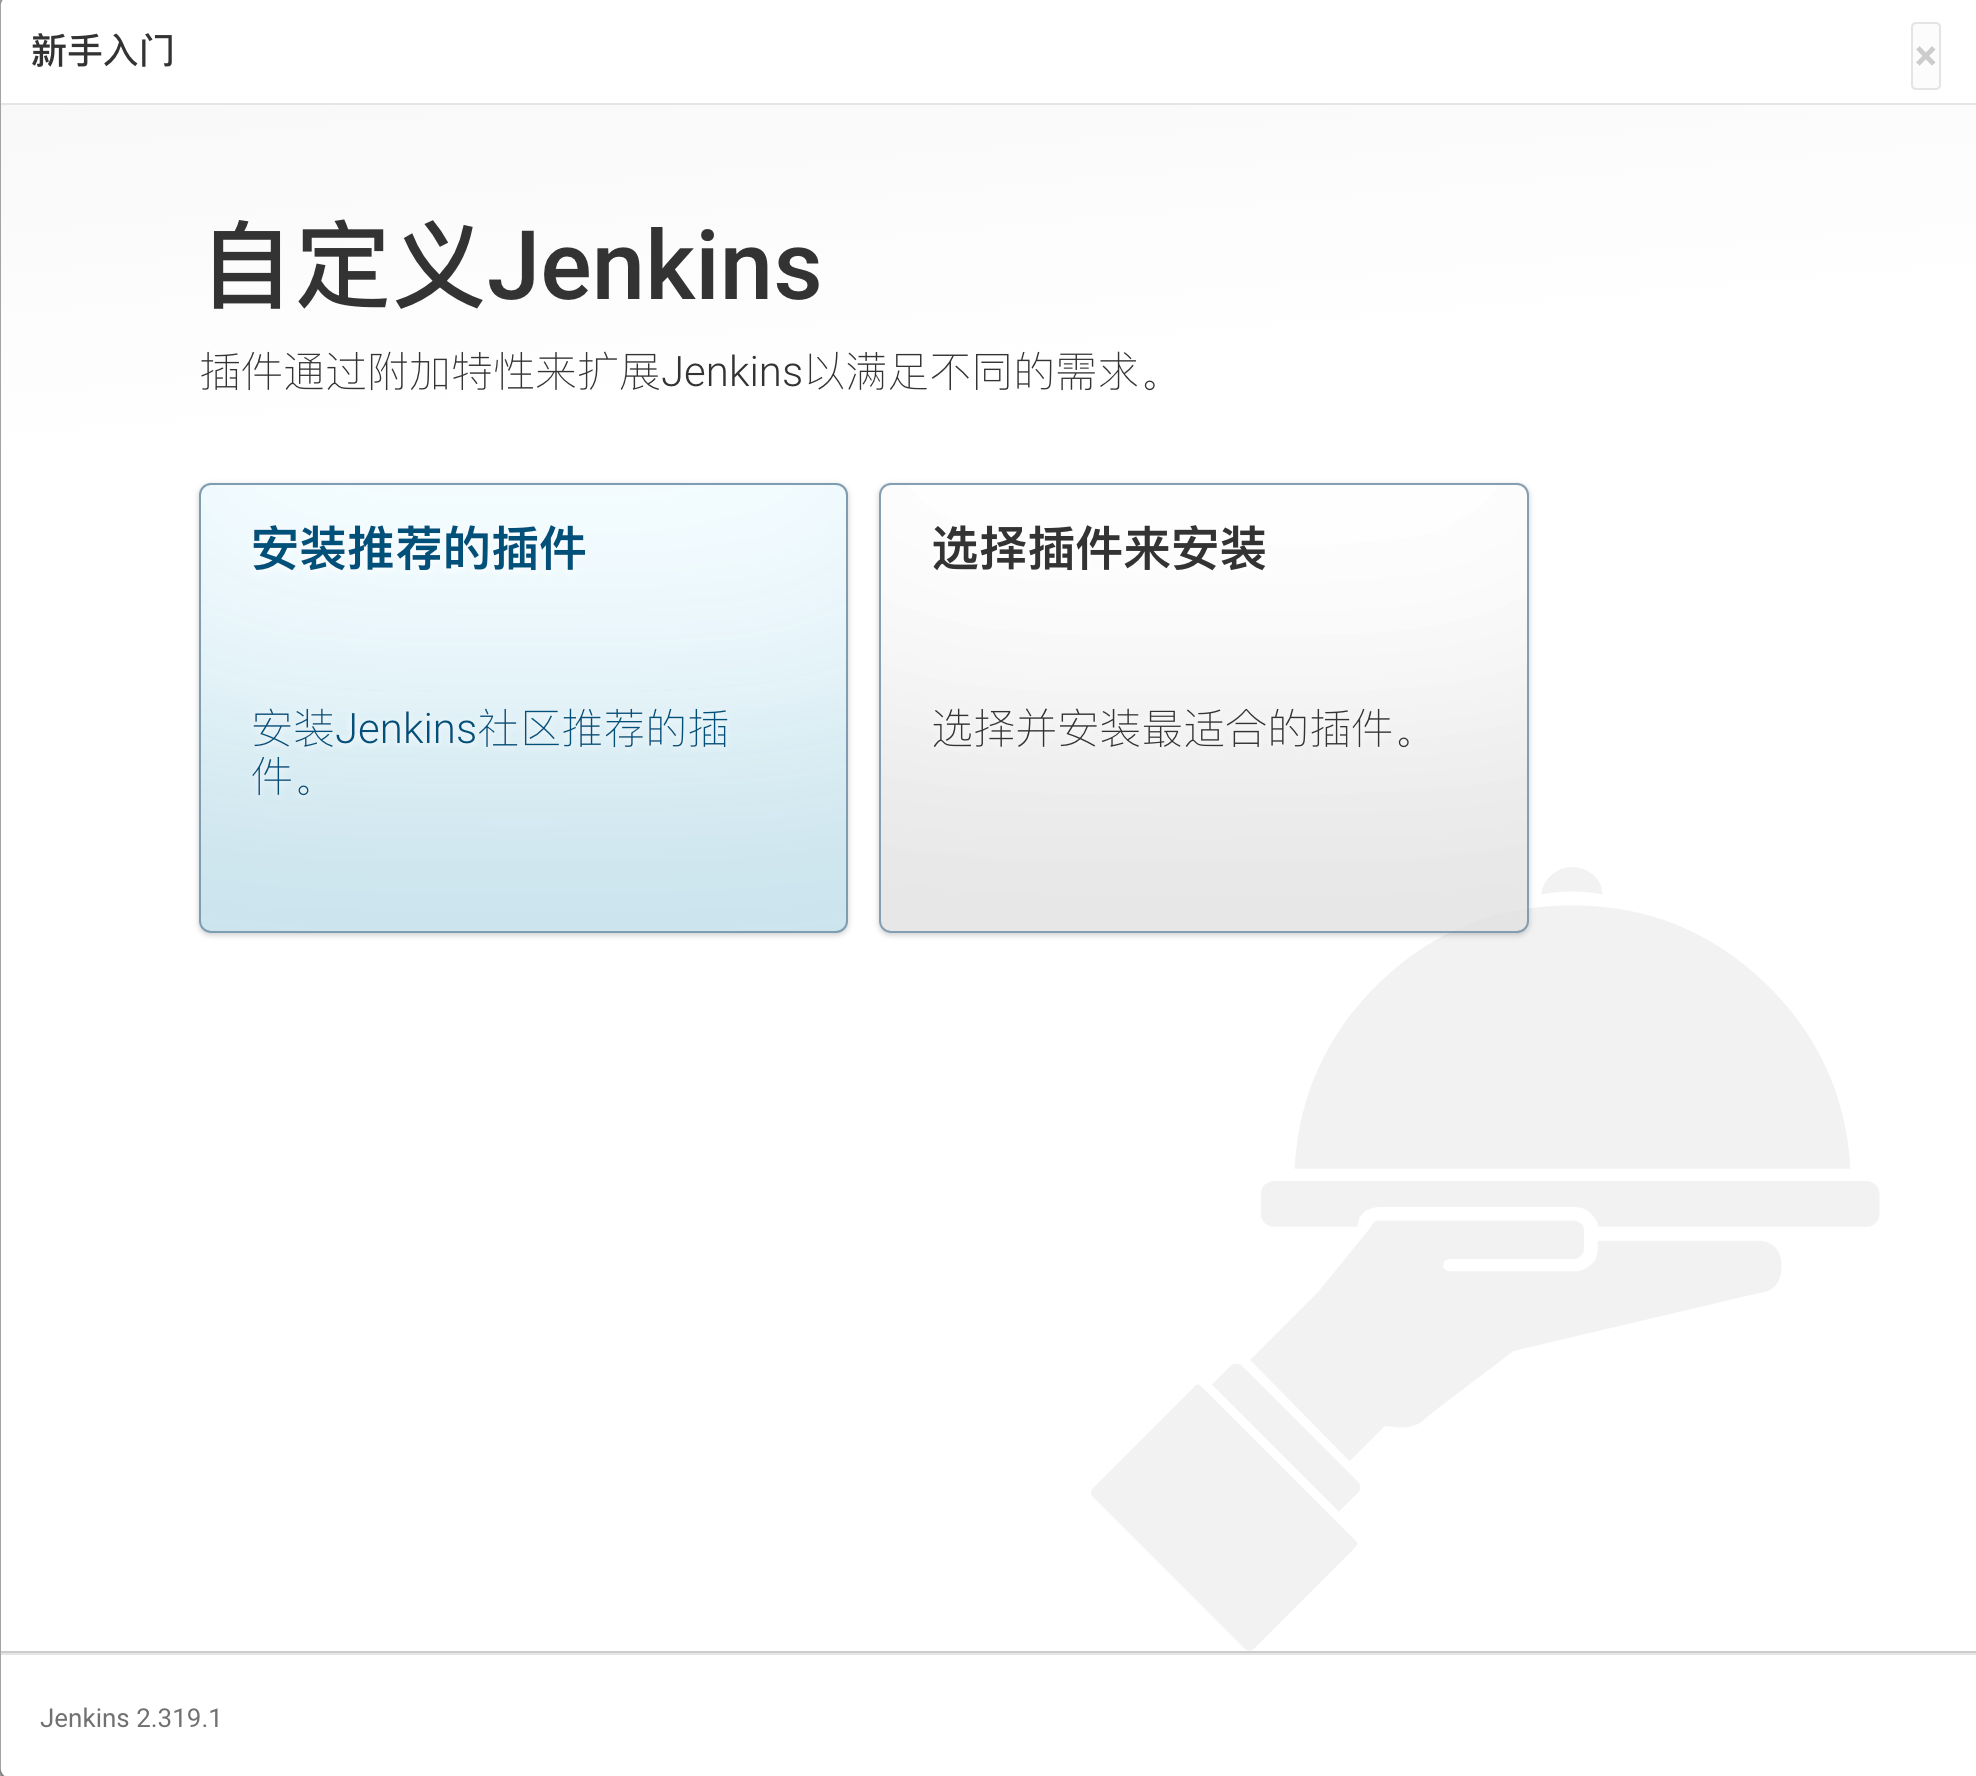 新手入门
×
自定义Jenkins
插件通过附加特性来扩展Jenkins以满足不同的需求。
安装推荐的插件
安装Jenkins社区推荐的插
件。
选择插件来安装
选择并安装最适合的插件。
Jenkins 2.319.1